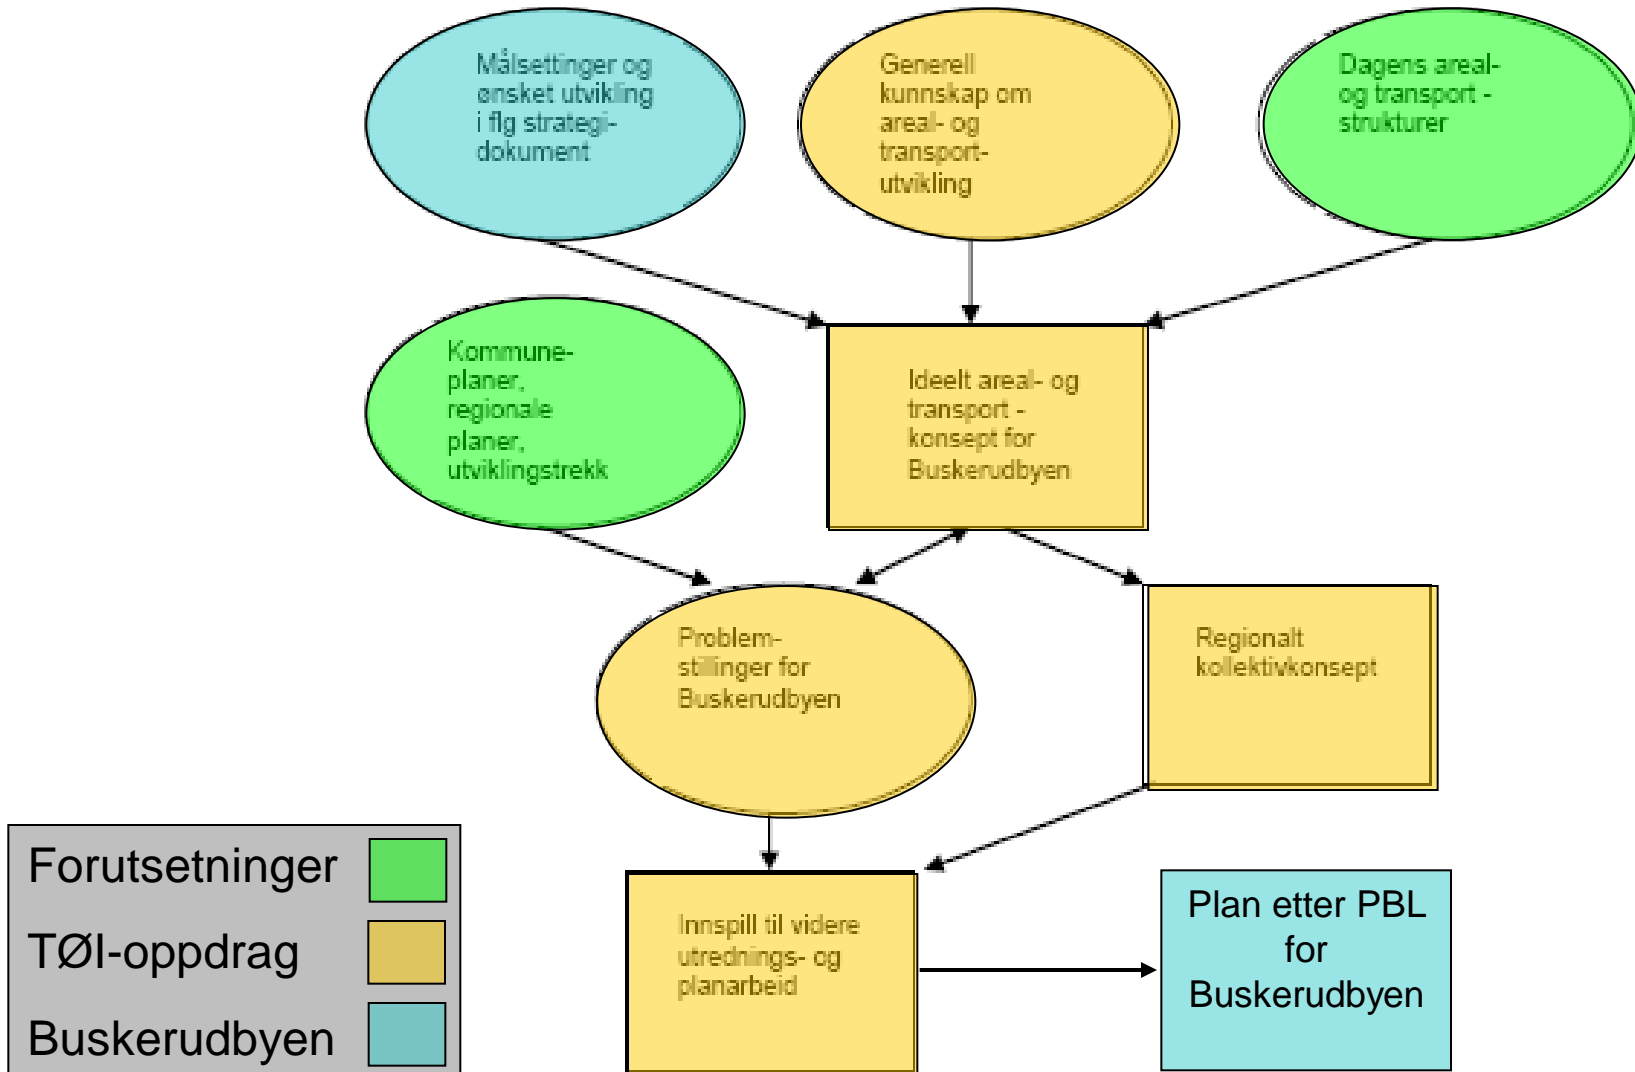 Målsettinger og
ønsket utvikling
i flg strategi-
dokument
Generell
kunnskap om
areal- og
transport-
utvikling
Dagens areal-
og transport -
strukturer
Kommune-
planer,
regionale
planer,
utviklingstrekk
Ideelt areal- og
transport -
konsept for
Buskerudbyen
Problem-
stillinger for
Buskerudbyen
Regionalt
kollektivkonsept
Innspill til videre
utrednings- og
planarbeid
Plan etter PBL
for
Buskerudbyen
Forutsetninger
TØI-oppdrag
Buskerudbyen